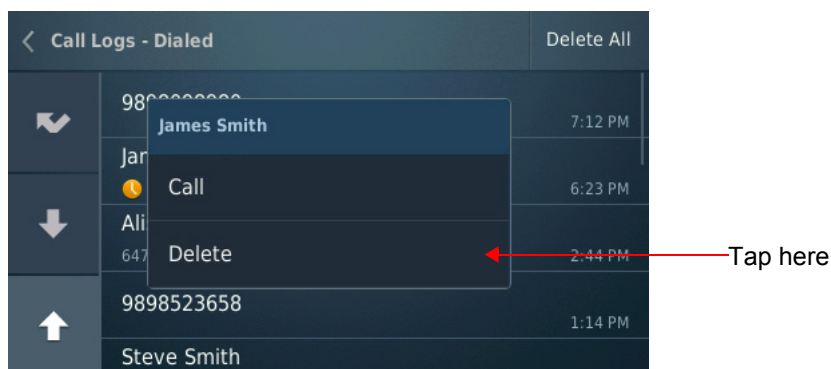 Call Logs - Dialed
Delete All
7:12 PM
James Smith
6:23 PM
Call
647
2:44 PM
Delete
Tap here
9898523658
1:14 PM
Steve Smith